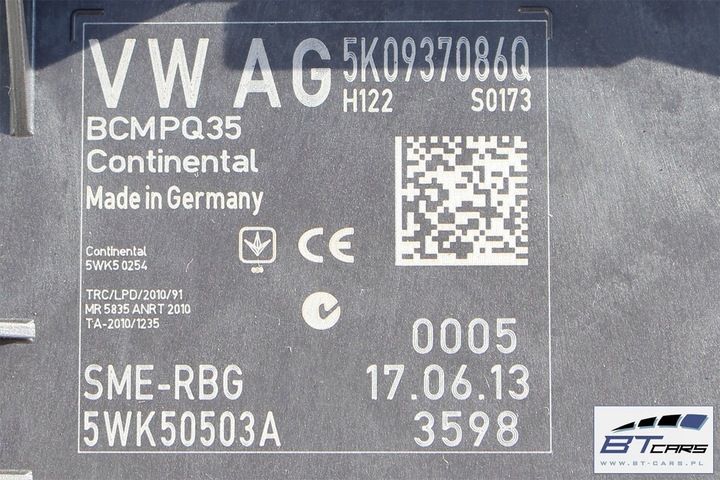 VW AG 5K0937086Q
H122 S0173
BCM PQ35
Continental
Made in Germany
Continental
5WK5 0254
CE
TRC/LPD/2010/91
MR 5835 ANRT 2010
TA-2010/1235
0005
SME-RBG 17.06.13
5WK50503A 3598
BT CARS
WWW.BT-CARS.PL